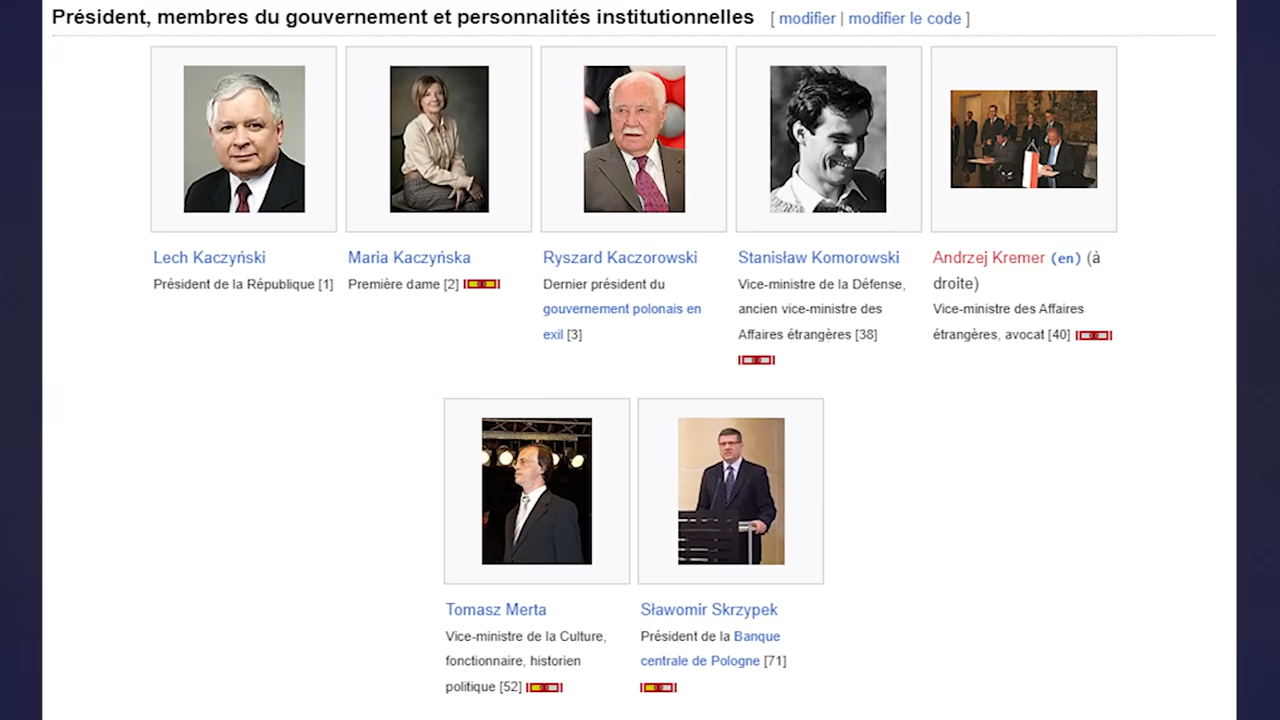 Président, membres du gouvernement et personnalités institutionnelles [ modifier | modifier le code ]
Lech Kaczyński
Président de la République [1]
Maria Kaczyńska
Première dame [2]
Ryszard Kaczorowski
Dernier président du
gouvernement polonais en
exil [3]
Stanisław Komorowski
Vice-ministre de la Défense,
ancien vice-ministre des
Affaires étrangères [38]
Andrzej Kremer (en) (à
droite)
Vice-ministre des Affaires
étrangères, avocat [40]
Tomasz Merta
Vice-ministre de la Culture,
fonctionnaire, historien
politique [52]
Sławomir Skrzypek
Président de la Banque
centrale de Pologne [71]